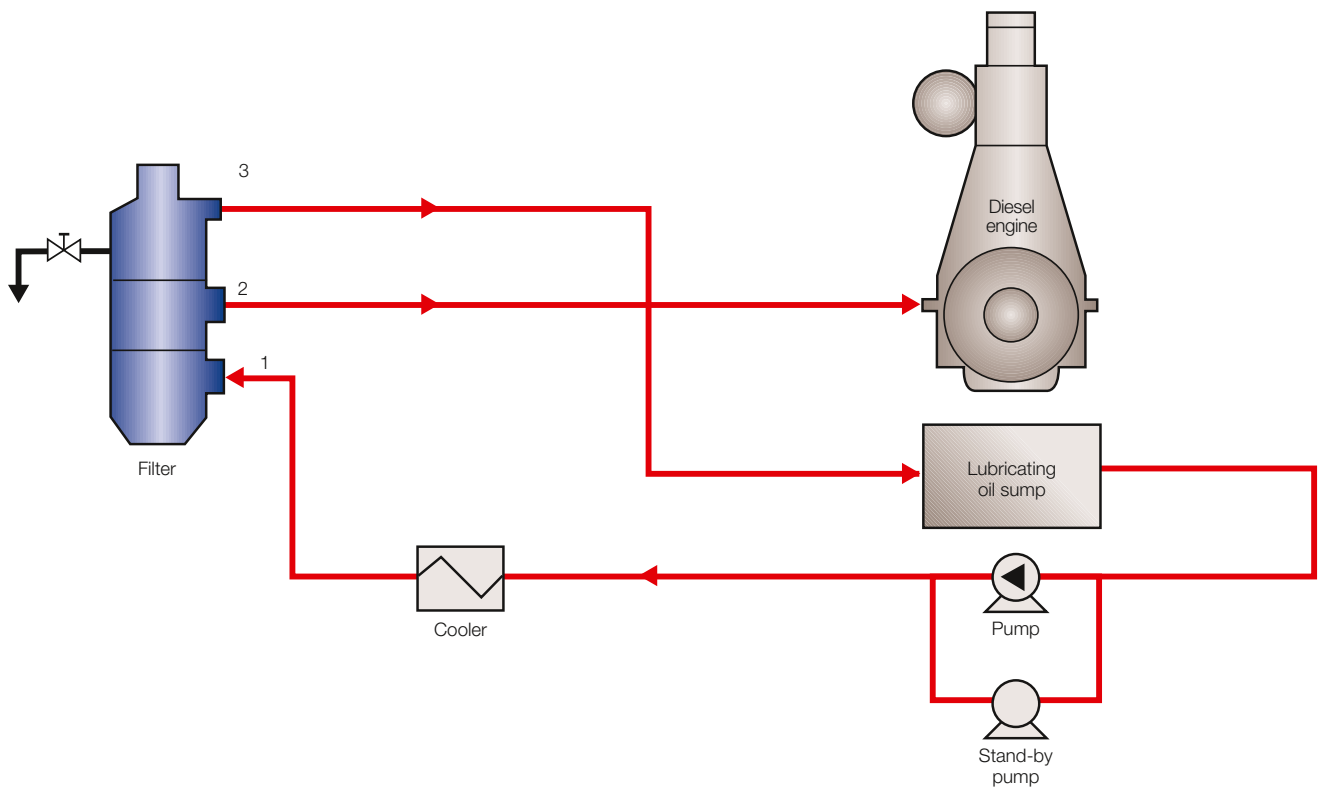 3
Diesel
engine
2
1
Filter
Lubricating
oil sump
Cooler
Pump
Stand-by
pump